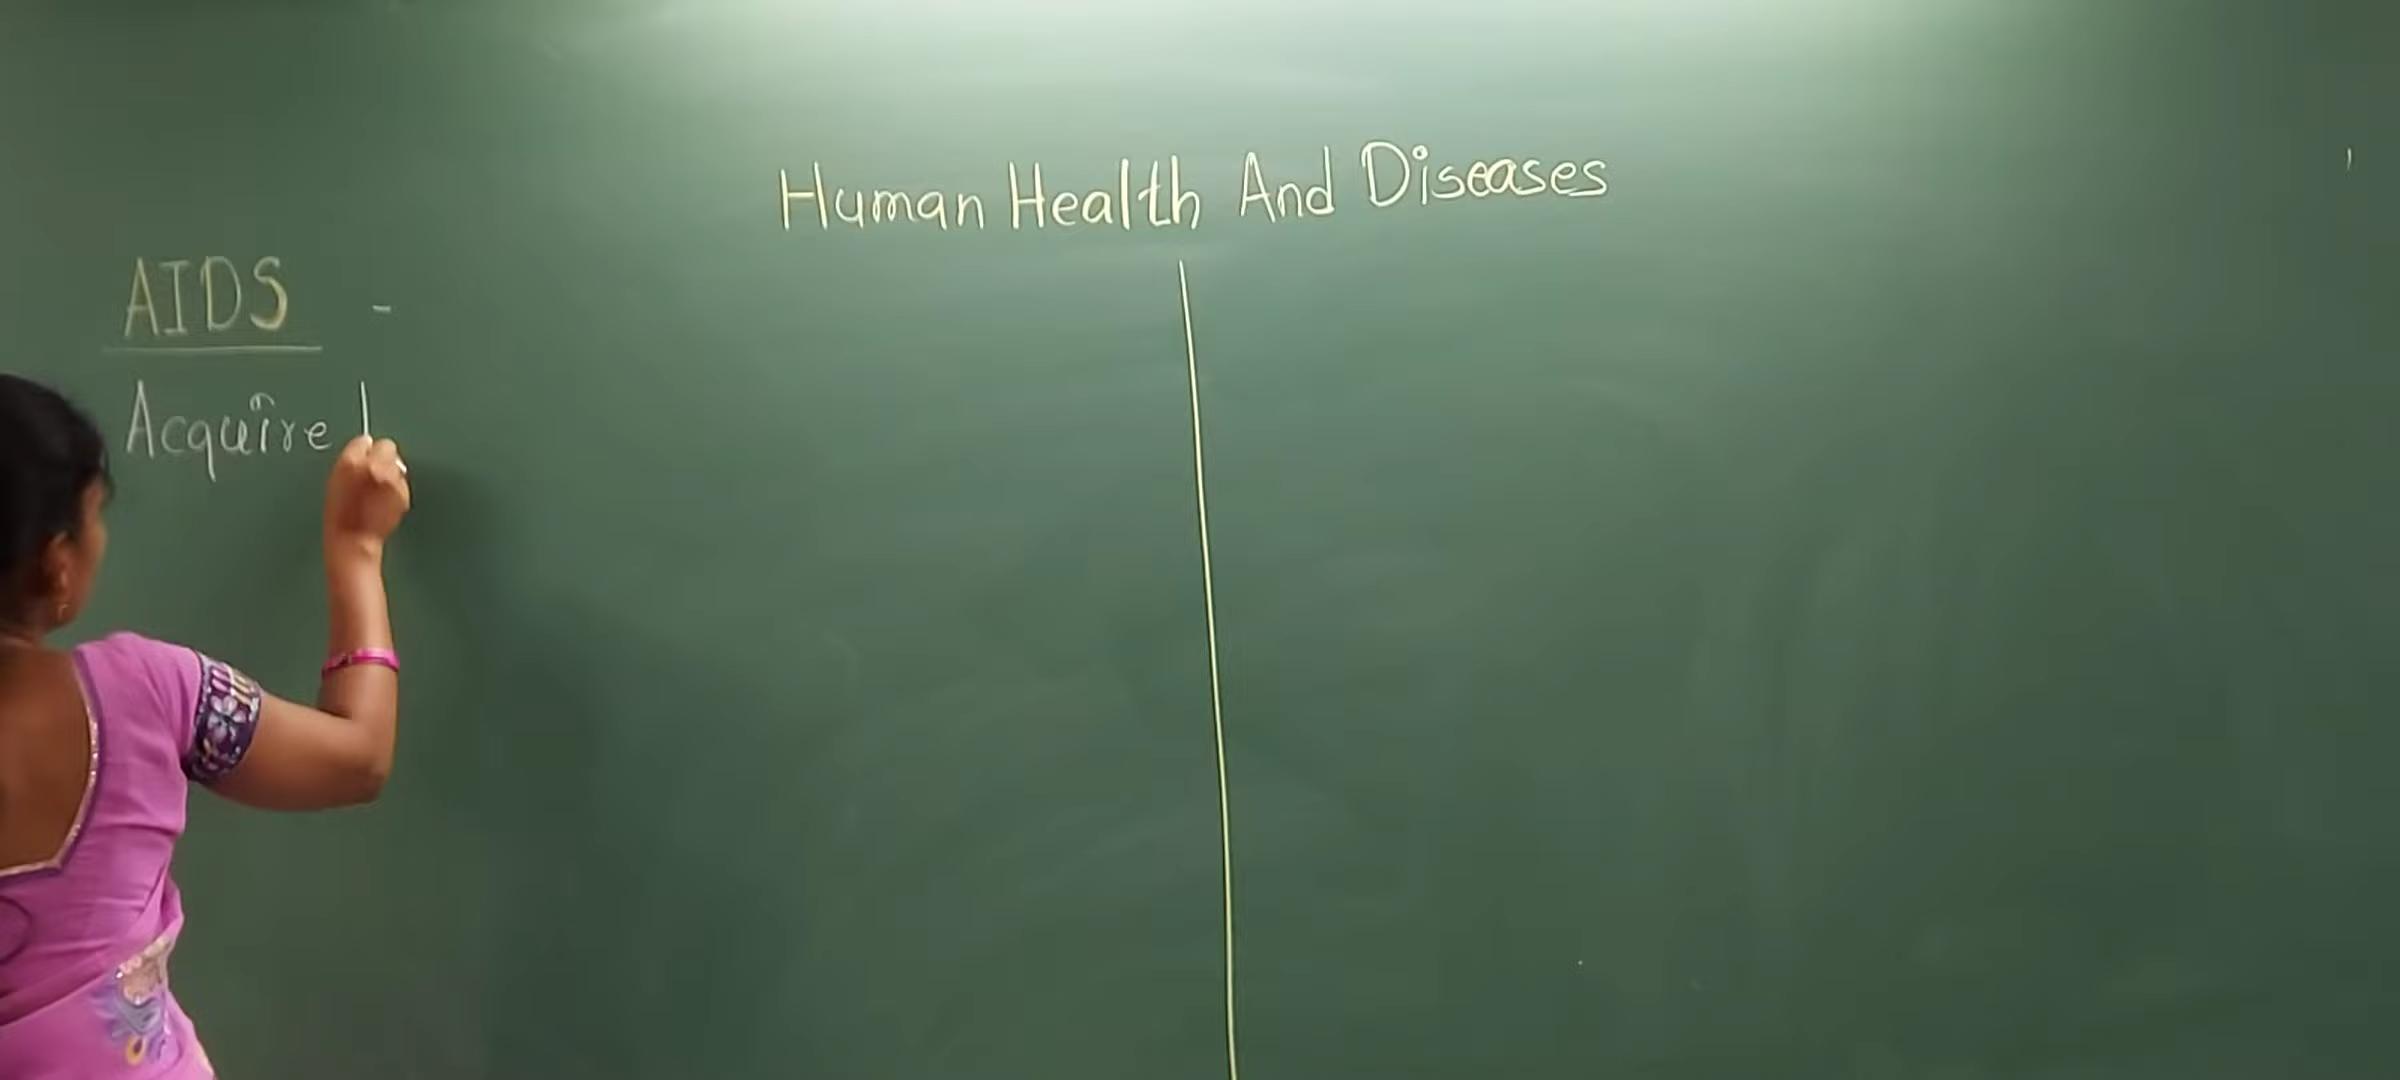 Human Health And Diseases
AIDS -
Acquire